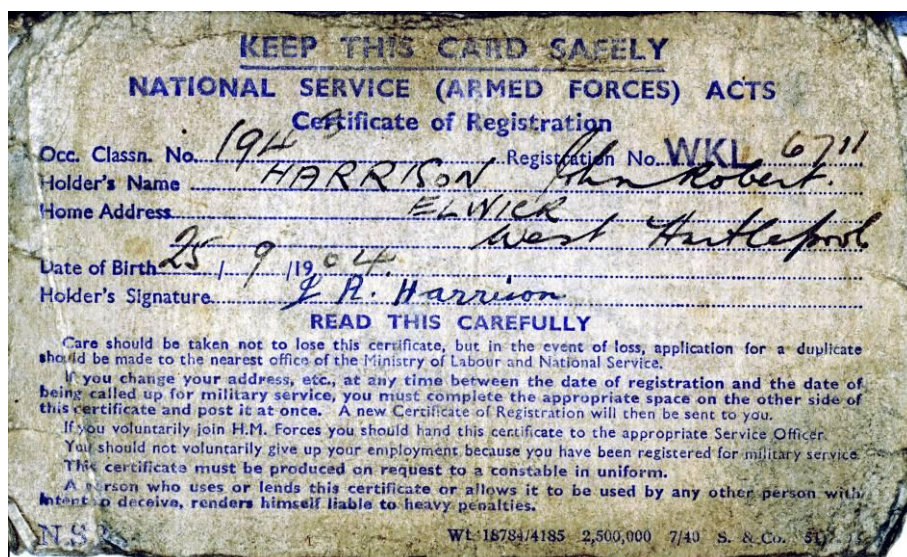 KEEP THIS CARD SAFELY
NATIONAL SERVICE (ARMED FORCES) ACTS
Certificate of Registration
Occ. Classn. No. 194 Registration No. WKL 6711
Holder's Name HARRISON John Robert.
Home Address ELWICK
West Hartlepool
Date of Birth 25 / 9 / 19 04.
Holder's Signature J R. Harrison
READ THIS CAREFULLY
Care should be taken not to lose this certificate, but in the event of loss, application for a duplicate
should be made to the nearest office of the Ministry of Labour and National Service.
If you change your address, etc., at any time between the date of registration and the date of
being called up for military service, you must complete the appropriate space on the other side of
this certificate and post it at once. A new Certificate of Registration will then be sent to you.
If you voluntarily join H.M. Forces you should hand this certificate to the appropriate Service Officer.
You should not voluntarily give up your employment because you have been registered for military service.
This certificate must be produced on request to a constable in uniform.
A person who uses or lends this certificate or allows it to be used by any other person with
intent to deceive, renders himself liable to heavy penalties.
N.S. Wt. 18784/4185 2,500,000 7/40 S. & Co. 51/